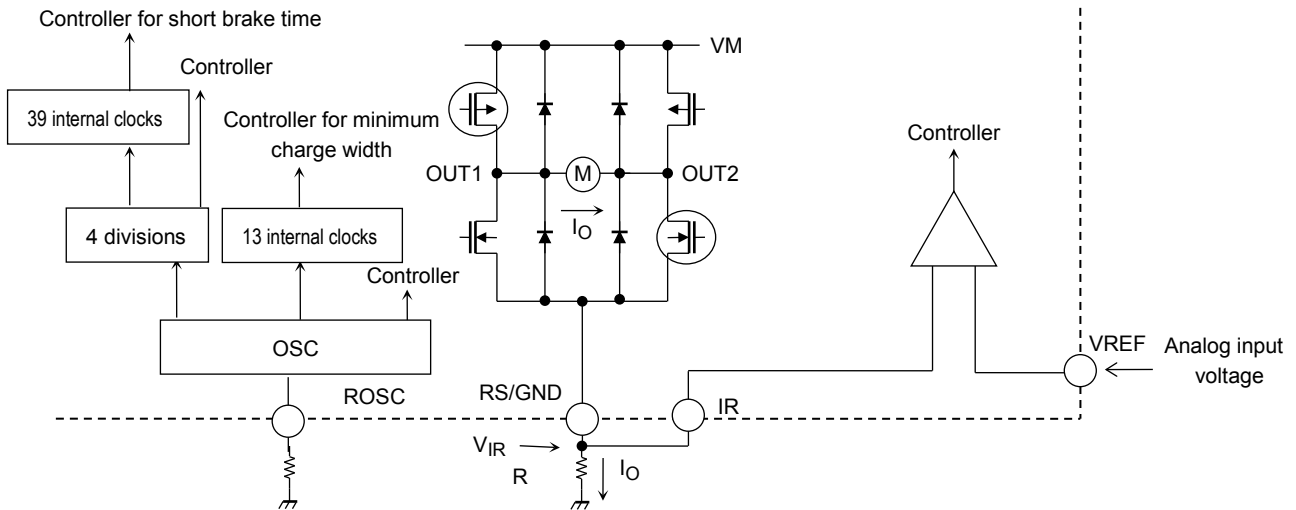 Controller for short brake time
Controller
39 internal clocks
Controller for minimum
charge width
4 divisions
13 internal clocks
Controller
OSC
ROSC
VM
OUT1
M
OUT2
IO
RS/GND
IR
VIR
R
IO
Controller
VREF
Analog input
voltage